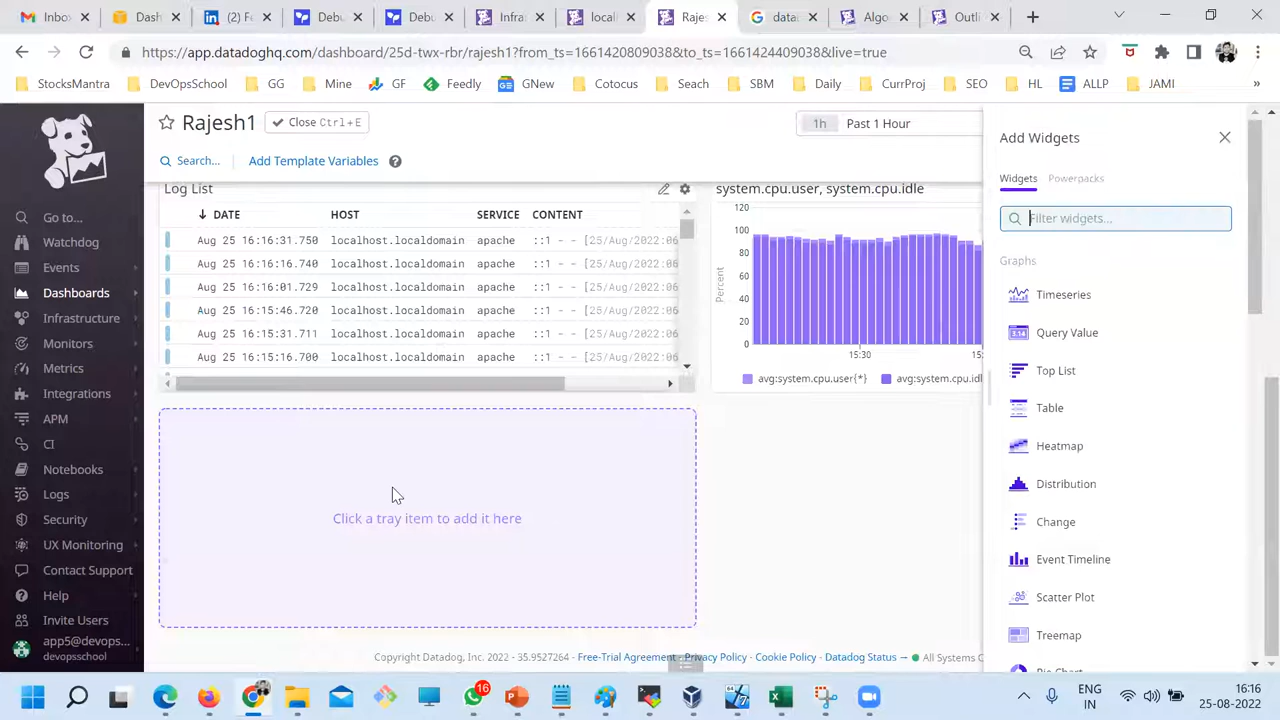 Inbox
(20) F
Dash
Debu
Infra
locall
Rajes
datad
Algo
Outli
https://app.datadoghq.com/dashboard/25d-twx-rbr/rajesh1?from_ts=1661420809038&to_ts=1661424409038&live=true
StocksMantra
DevOpsSchool
GG
Mine
GF
Feedly
GNew
Cotocus
Seach
SBM
Daily
CurrProj
SEO
HL
ALLP
JAMI
»
Rajesh1
Close Ctrl+E
1h Past 1 Hour
Search...
Add Template Variables
Go to...
Watchdog
Events
Dashboards
Infrastructure
Monitors
Metrics
Integrations
APM
CI
Notebooks
Logs
Security
UX Monitoring
Contact Support
Help
Invite Users
app5@devops...
devopsschool
Log List
DATE HOST SERVICE CONTENT
Aug 25 16:16:31.750 localhost.localdomain apache ::1 - - [25/Aug/2022:06
Aug 25 16:16:16.740 localhost.localdomain apache ::1 - - [25/Aug/2022:06
Aug 25 16:16:01.729 localhost.localdomain apache ::1 - - [25/Aug/2022:06
Aug 25 16:15:46.720 localhost.localdomain apache ::1 - - [25/Aug/2022:06
Aug 25 16:15:31.711 localhost.localdomain apache ::1 - - [25/Aug/2022:06
Aug 25 16:15:16.700 localhost.localdomain apache ::1 - - [25/Aug/2022:06
system.cpu.user, system.cpu.idle
Percent
120
100
80
60
40
20
0
15:30
15:
avg:system.cpu.user{*}
avg:system.cpu.idl
Click a tray item to add it here
Copyright Datadog, Inc. 2022 - 35.9527264 - Free-Trial Agreement - Privacy Policy - Cookie Policy - Datadog Status → All Systems C
Add Widgets
Widgets
Powerpacks
Filter widgets...
Graphs
Timeseries
3.14
Query Value
Top List
Table
Heatmap
Distribution
Change
Event Timeline
Scatter Plot
Treemap
Pie Chart
16
ENG
IN
16:16
25-08-2022